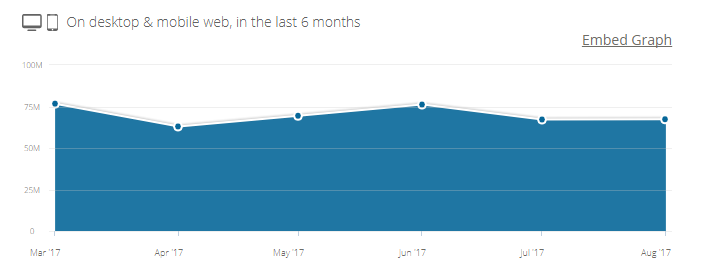 On desktop & mobile web, in the last 6 months
Embed Graph
100M
75M
50M
25M
0
Mar '17 Apr '17 May '17 Jun '17 Jul '17 Aug '17